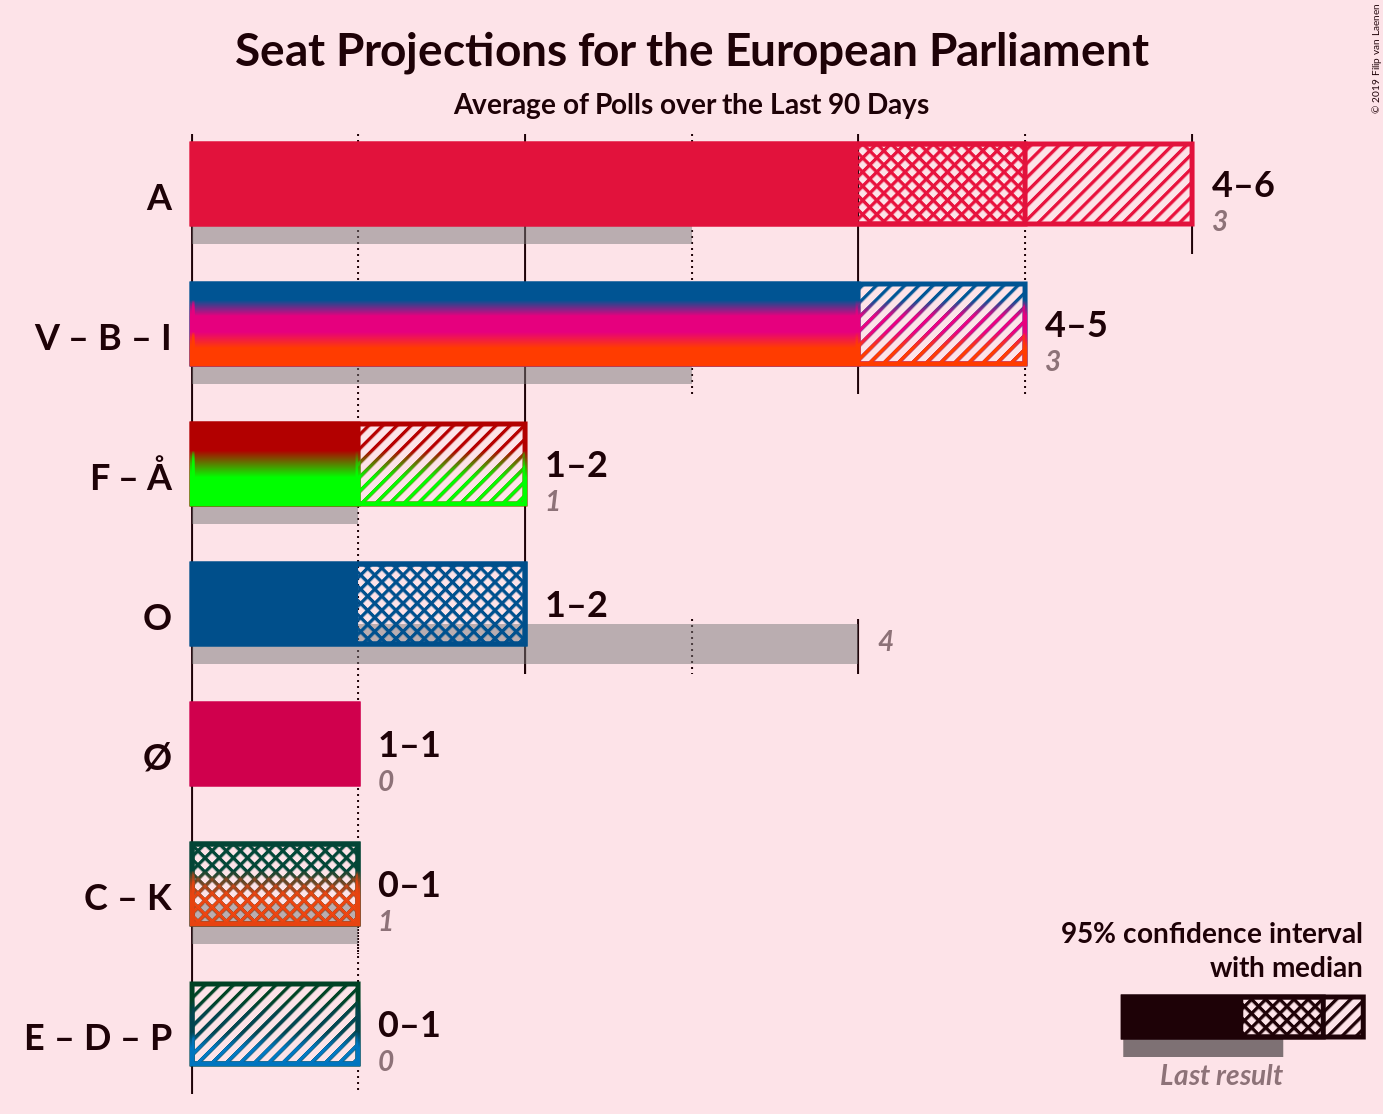 Seat Projections for the European Parliament
Average of Polls over the Last 90 Days
© 2019 Filip van Laenen
A
4–6
3
V – B – I
4–5
3
F – Å
1–2
1
O
1–2
4
Ø
1–1
0
C – K
0–1
1
E – D – P
0–1
0
95% confidence interval
with median
Last result